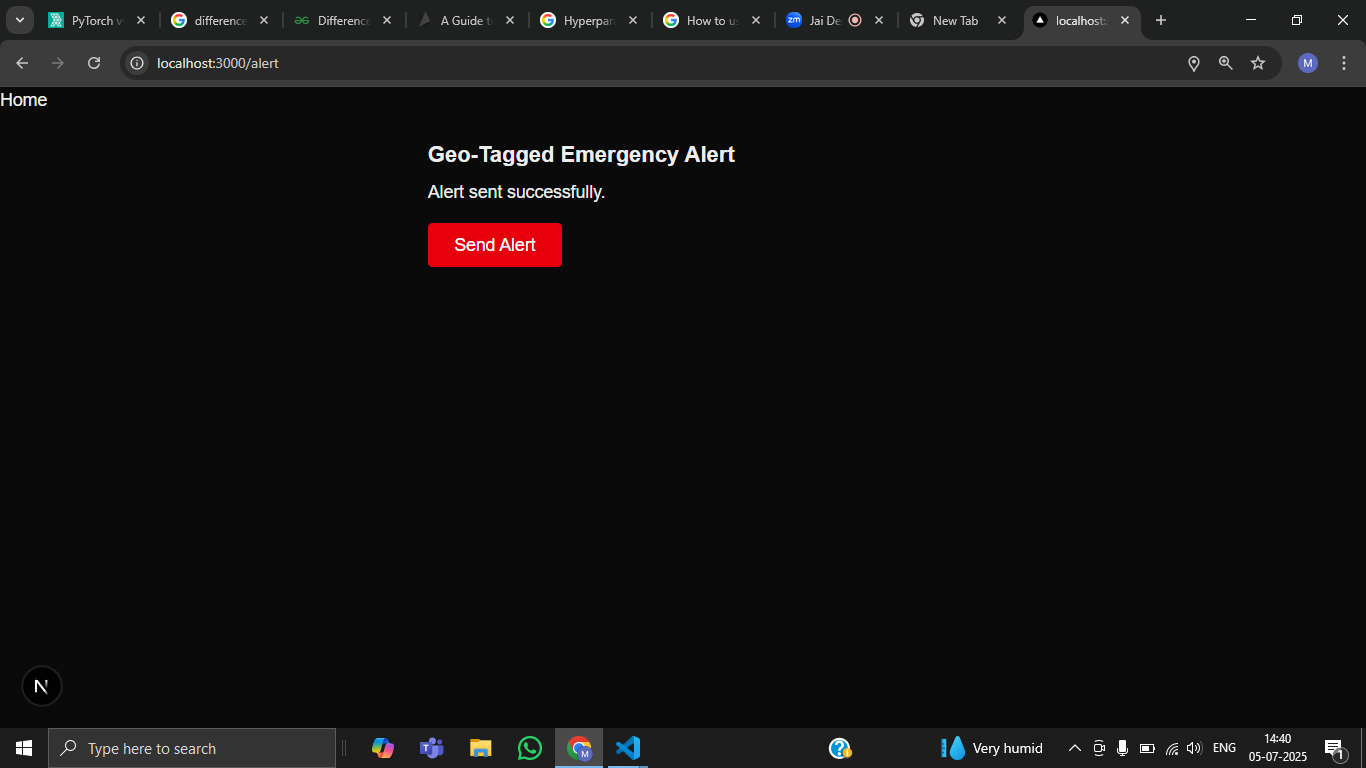 PyTorch v
difference
Difference
A Guide t
Hyperpar
How to u
zm Jai De
New Tab
localhost:
localhost:3000/alert
M
Home
Geo-Tagged Emergency Alert
Alert sent successfully.
Send Alert
N
Type here to search
M
Very humid
ENG
14:40
05-07-2025
1